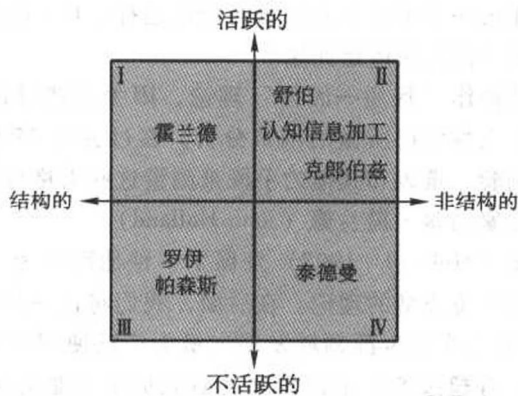 活跃的
Ⅰ
Ⅱ
霍兰德
舒伯
认知信息加工
克郎伯兹
结构的
非结构的
罗伊
帕森斯
泰德曼
Ⅲ
Ⅳ
不活跃的